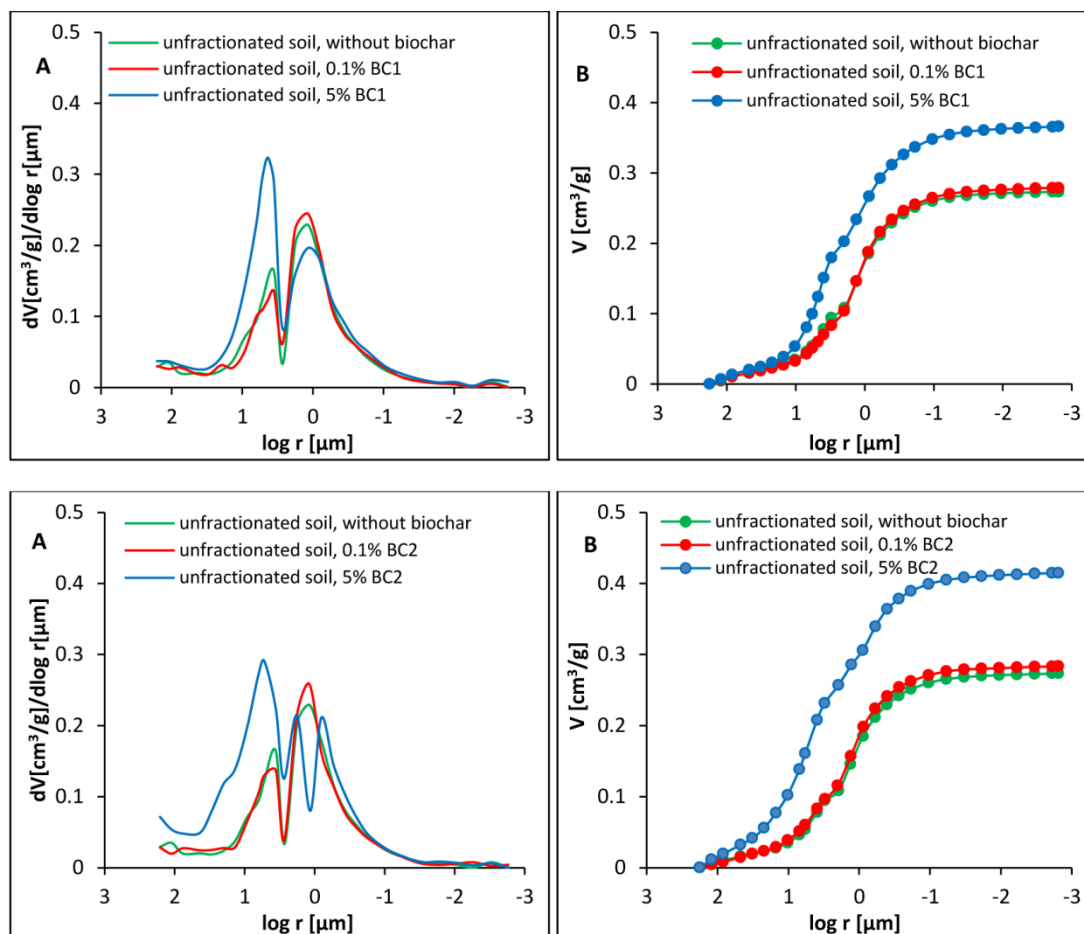 0.5
0.4
0.3
0.2
0.1
0
3
2
1
0
-1
-2
-3
dV[cm³/g]/dlog r[µm]
log r [µm]
A
unfractionated soil, without biochar
unfractionated soil, 0.1% BC1
unfractionated soil, 5% BC1
0.5
0.4
0.3
0.2
0.1
0
3
2
1
0
-1
-2
-3
V [cm³/g]
log r [µm]
B
unfractionated soil, without biochar
unfractionated soil, 0.1% BC1
unfractionated soil, 5% BC1
0.5
0.4
0.3
0.2
0.1
0
3
2
1
0
-1
-2
-3
dV[cm³/g]/dlog r[µm]
log r [µm]
A
unfractionated soil, without biochar
unfractionated soil, 0.1% BC2
unfractionated soil, 5% BC2
0.5
0.4
0.3
0.2
0.1
0
3
2
1
0
-1
-2
-3
V [cm³/g]
log r [µm]
B
unfractionated soil, without biochar
unfractionated soil, 0.1% BC2
unfractionated soil, 5% BC2